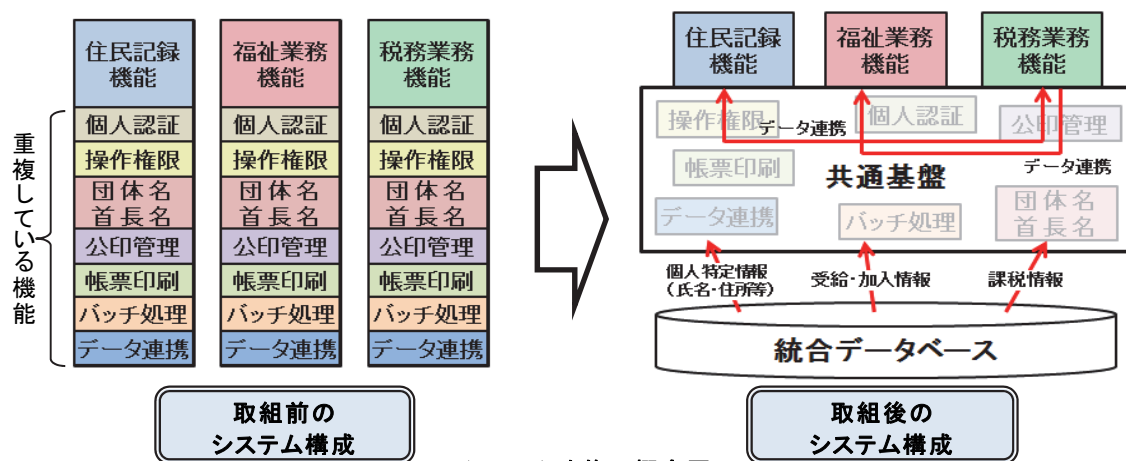 住民記録
機能
福祉業務
機能
税務業務
機能
重複している機能
個人認証
操作権限
団体名
首長名
公印管理
帳票印刷
バッチ処理
データ連携
個人認証
操作権限
団体名
首長名
公印管理
帳票印刷
バッチ処理
データ連携
個人認証
操作権限
団体名
首長名
公印管理
帳票印刷
バッチ処理
データ連携
取組前の
システム構成
住民記録
機能
福祉業務
機能
税務業務
機能
操作権限
個人認証
公印管理
データ連携
帳票印刷
共通基盤
データ連携
データ連携
バッチ処理
団体名
首長名
個人特定情報
（氏名・住所等）
受給・加入情報
課税情報
統合データベース
取組後の
システム構成